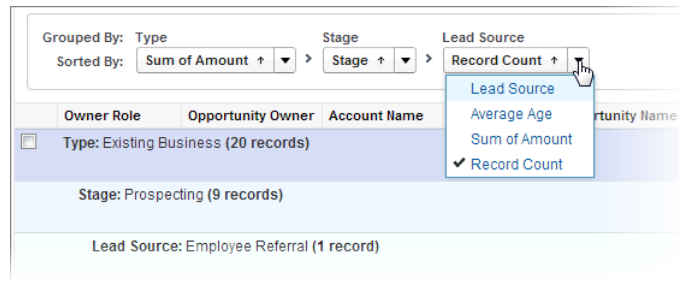 Grouped By: Type Stage Lead Source
Sorted By: Sum of Amount ↑ > Stage ↑ > Record Count ↑
Lead Source
Average Age
Sum of Amount
✔ Record Count
Owner Role Opportunity Owner Account Name rtunity Name
Type: Existing Business (20 records)
Stage: Prospecting (9 records)
Lead Source: Employee Referral (1 record)